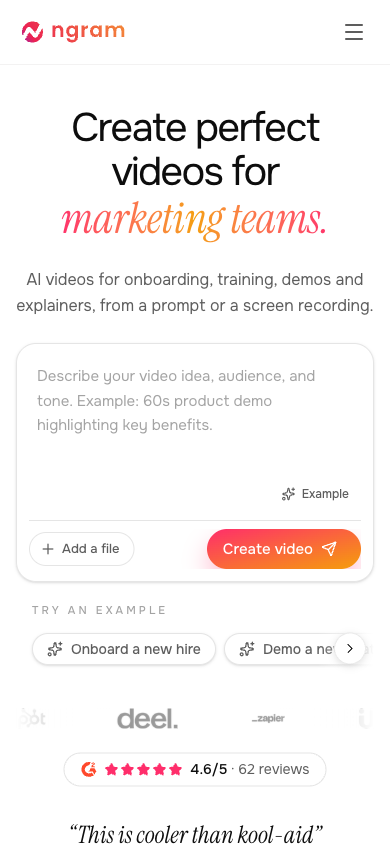 ngram
Create perfect
videos for
marketing teams.
AI videos for onboarding, training, demos and
explainers, from a prompt or a screen recording.
Describe your video idea, audience, and
tone. Example: 60s product demo
highlighting key benefits.
Example
Add a file
Create video
TRY AN EXAMPLE
Onboard a new hire
Demo a
deel.
zapier
4.6/5 · 62 reviews
“This is cooler than kool-aid”